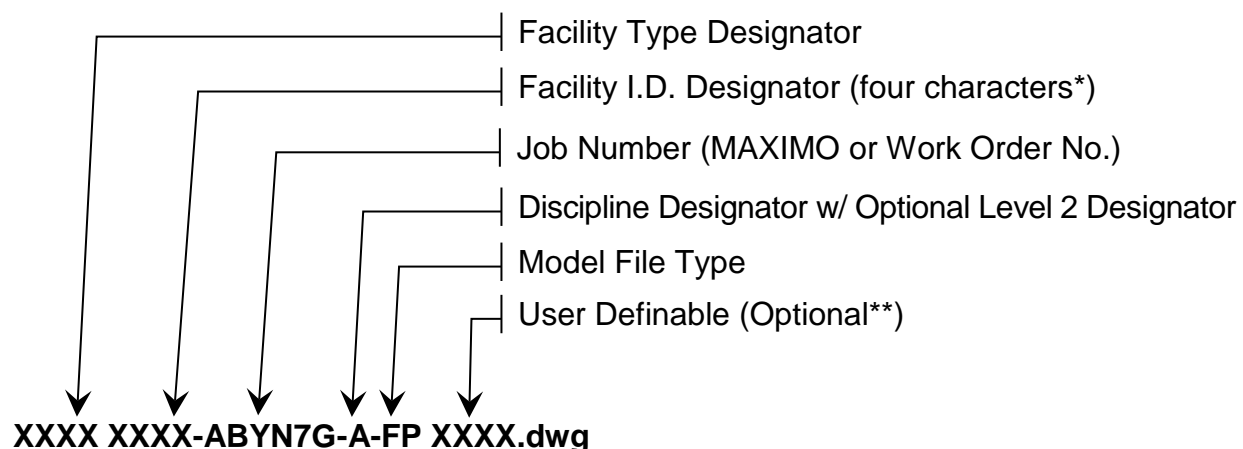 Facility Type Designator
Facility I.D. Designator (four characters*)
Job Number (MAXIMO or Work Order No.)
Discipline Designator w/ Optional Level 2 Designator
Model File Type
User Definable (Optional**)
XXXX XXXX-ABYN7G-A-FP XXXX.dwg